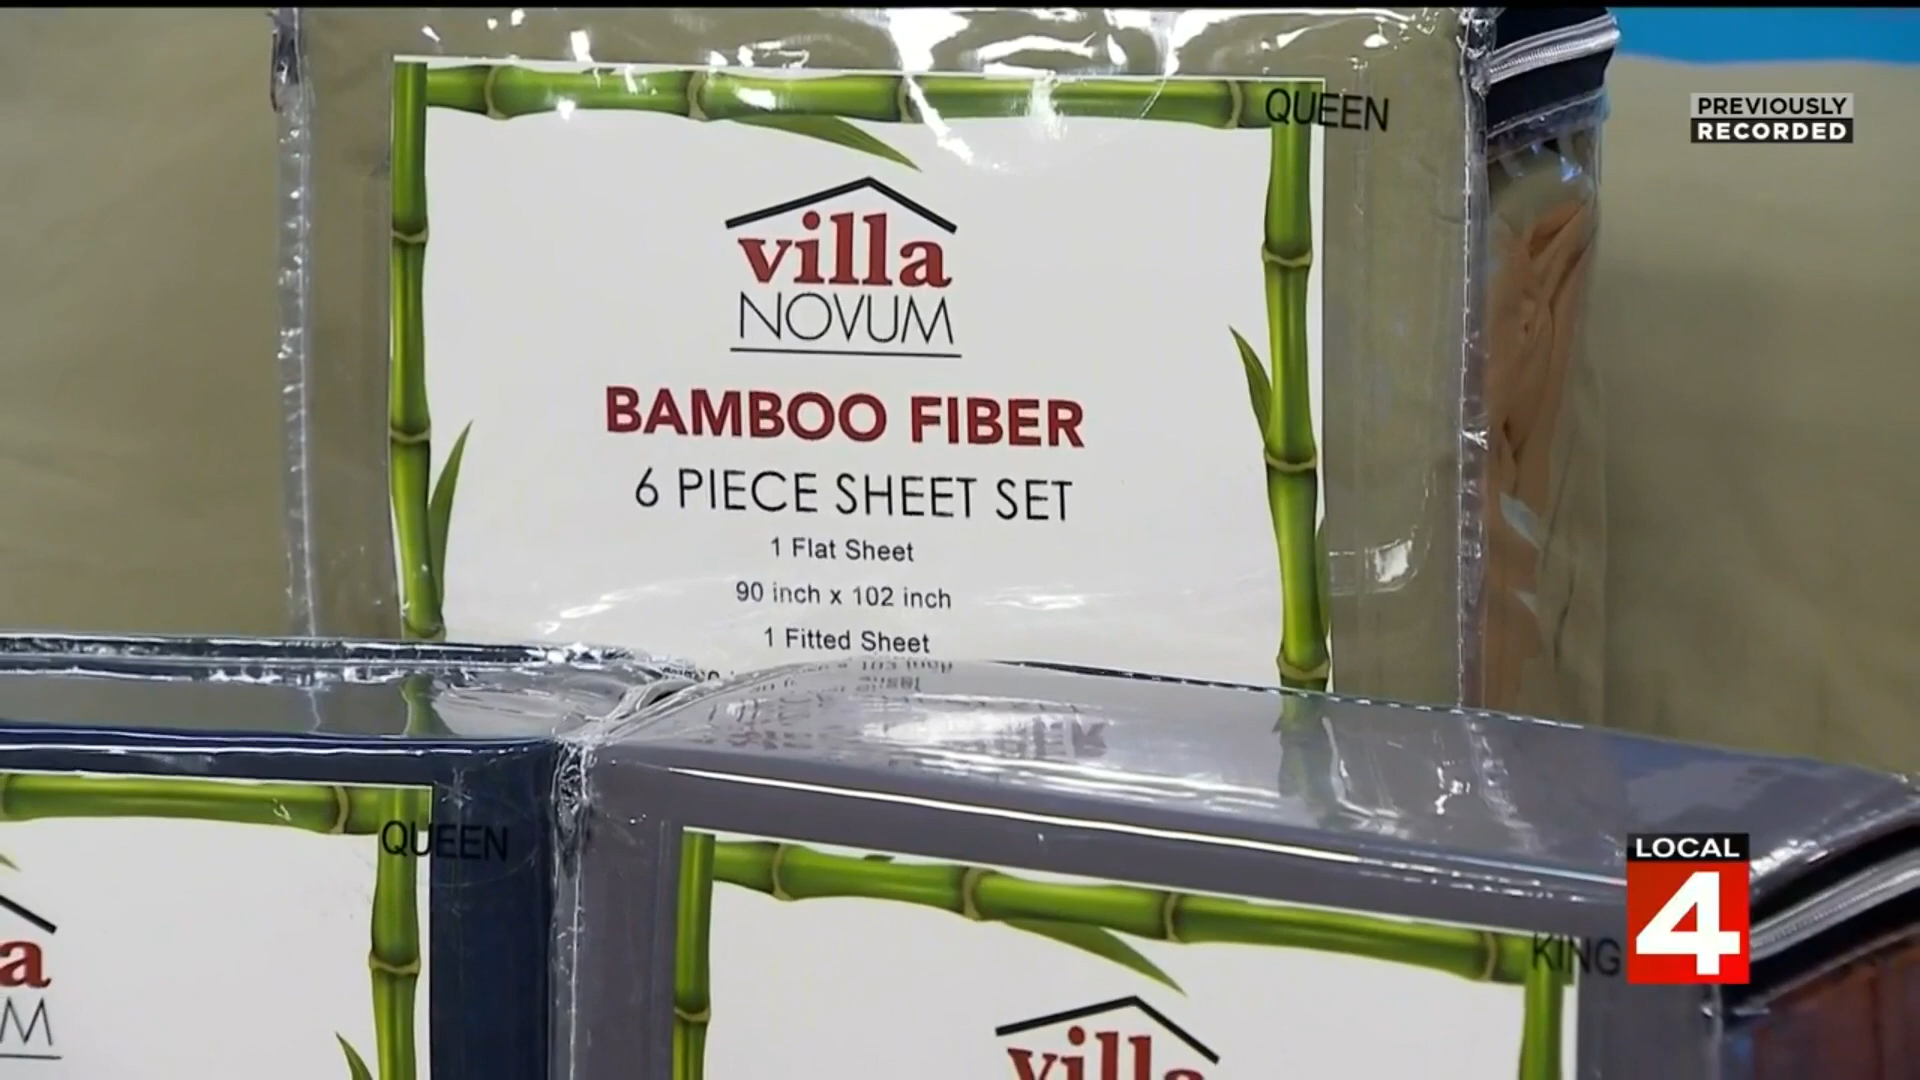 QUEEN
PREVIOUSLY
RECORDED
villa
NOVUM
BAMBOO FIBER
6 PIECE SHEET SET
1 Flat Sheet
90 inch x 102 inch
1 Fitted Sheet
QUEEN
LOCAL
4
KING
a
M
villa